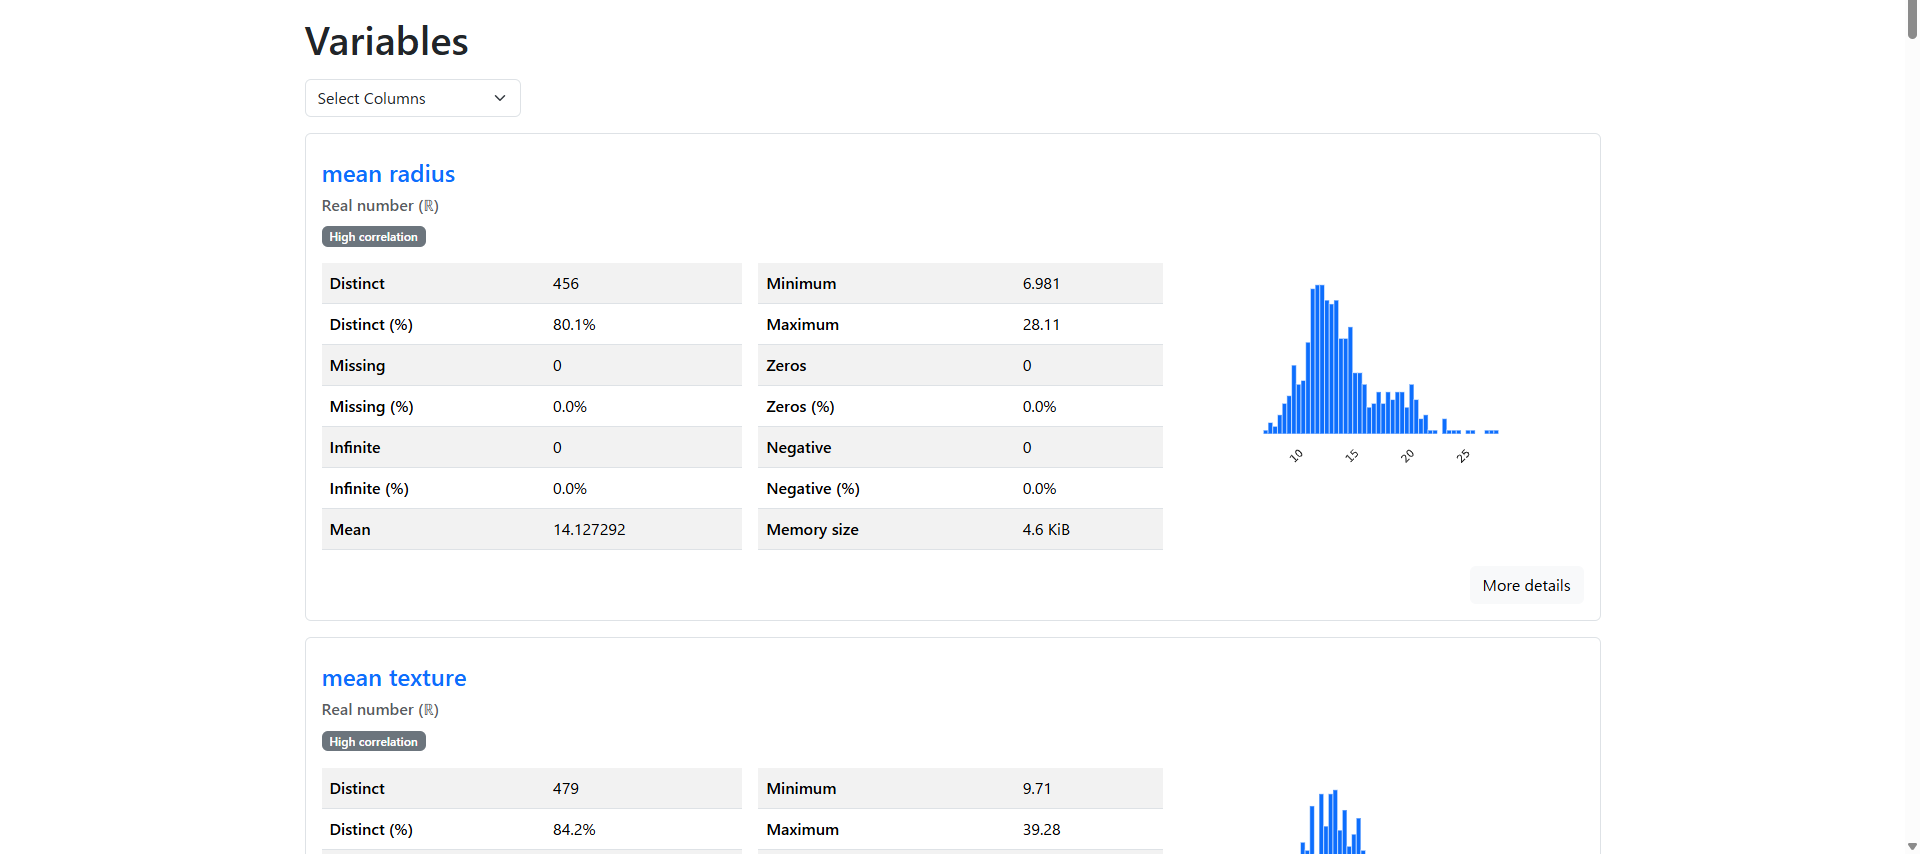 Variables
Select Columns
mean radius
Real number (ℝ)
High correlation
Distinct 456
Distinct (%) 80.1%
Missing 0
Missing (%) 0.0%
Infinite 0
Infinite (%) 0.0%
Mean 14.127292
Minimum 6.981
Maximum 28.11
Zeros 0
Zeros (%) 0.0%
Negative 0
Negative (%) 0.0%
Memory size 4.6 KiB
10 15 20 25
More details
mean texture
Real number (ℝ)
High correlation
Distinct 479
Distinct (%) 84.2%
Minimum 9.71
Maximum 39.28